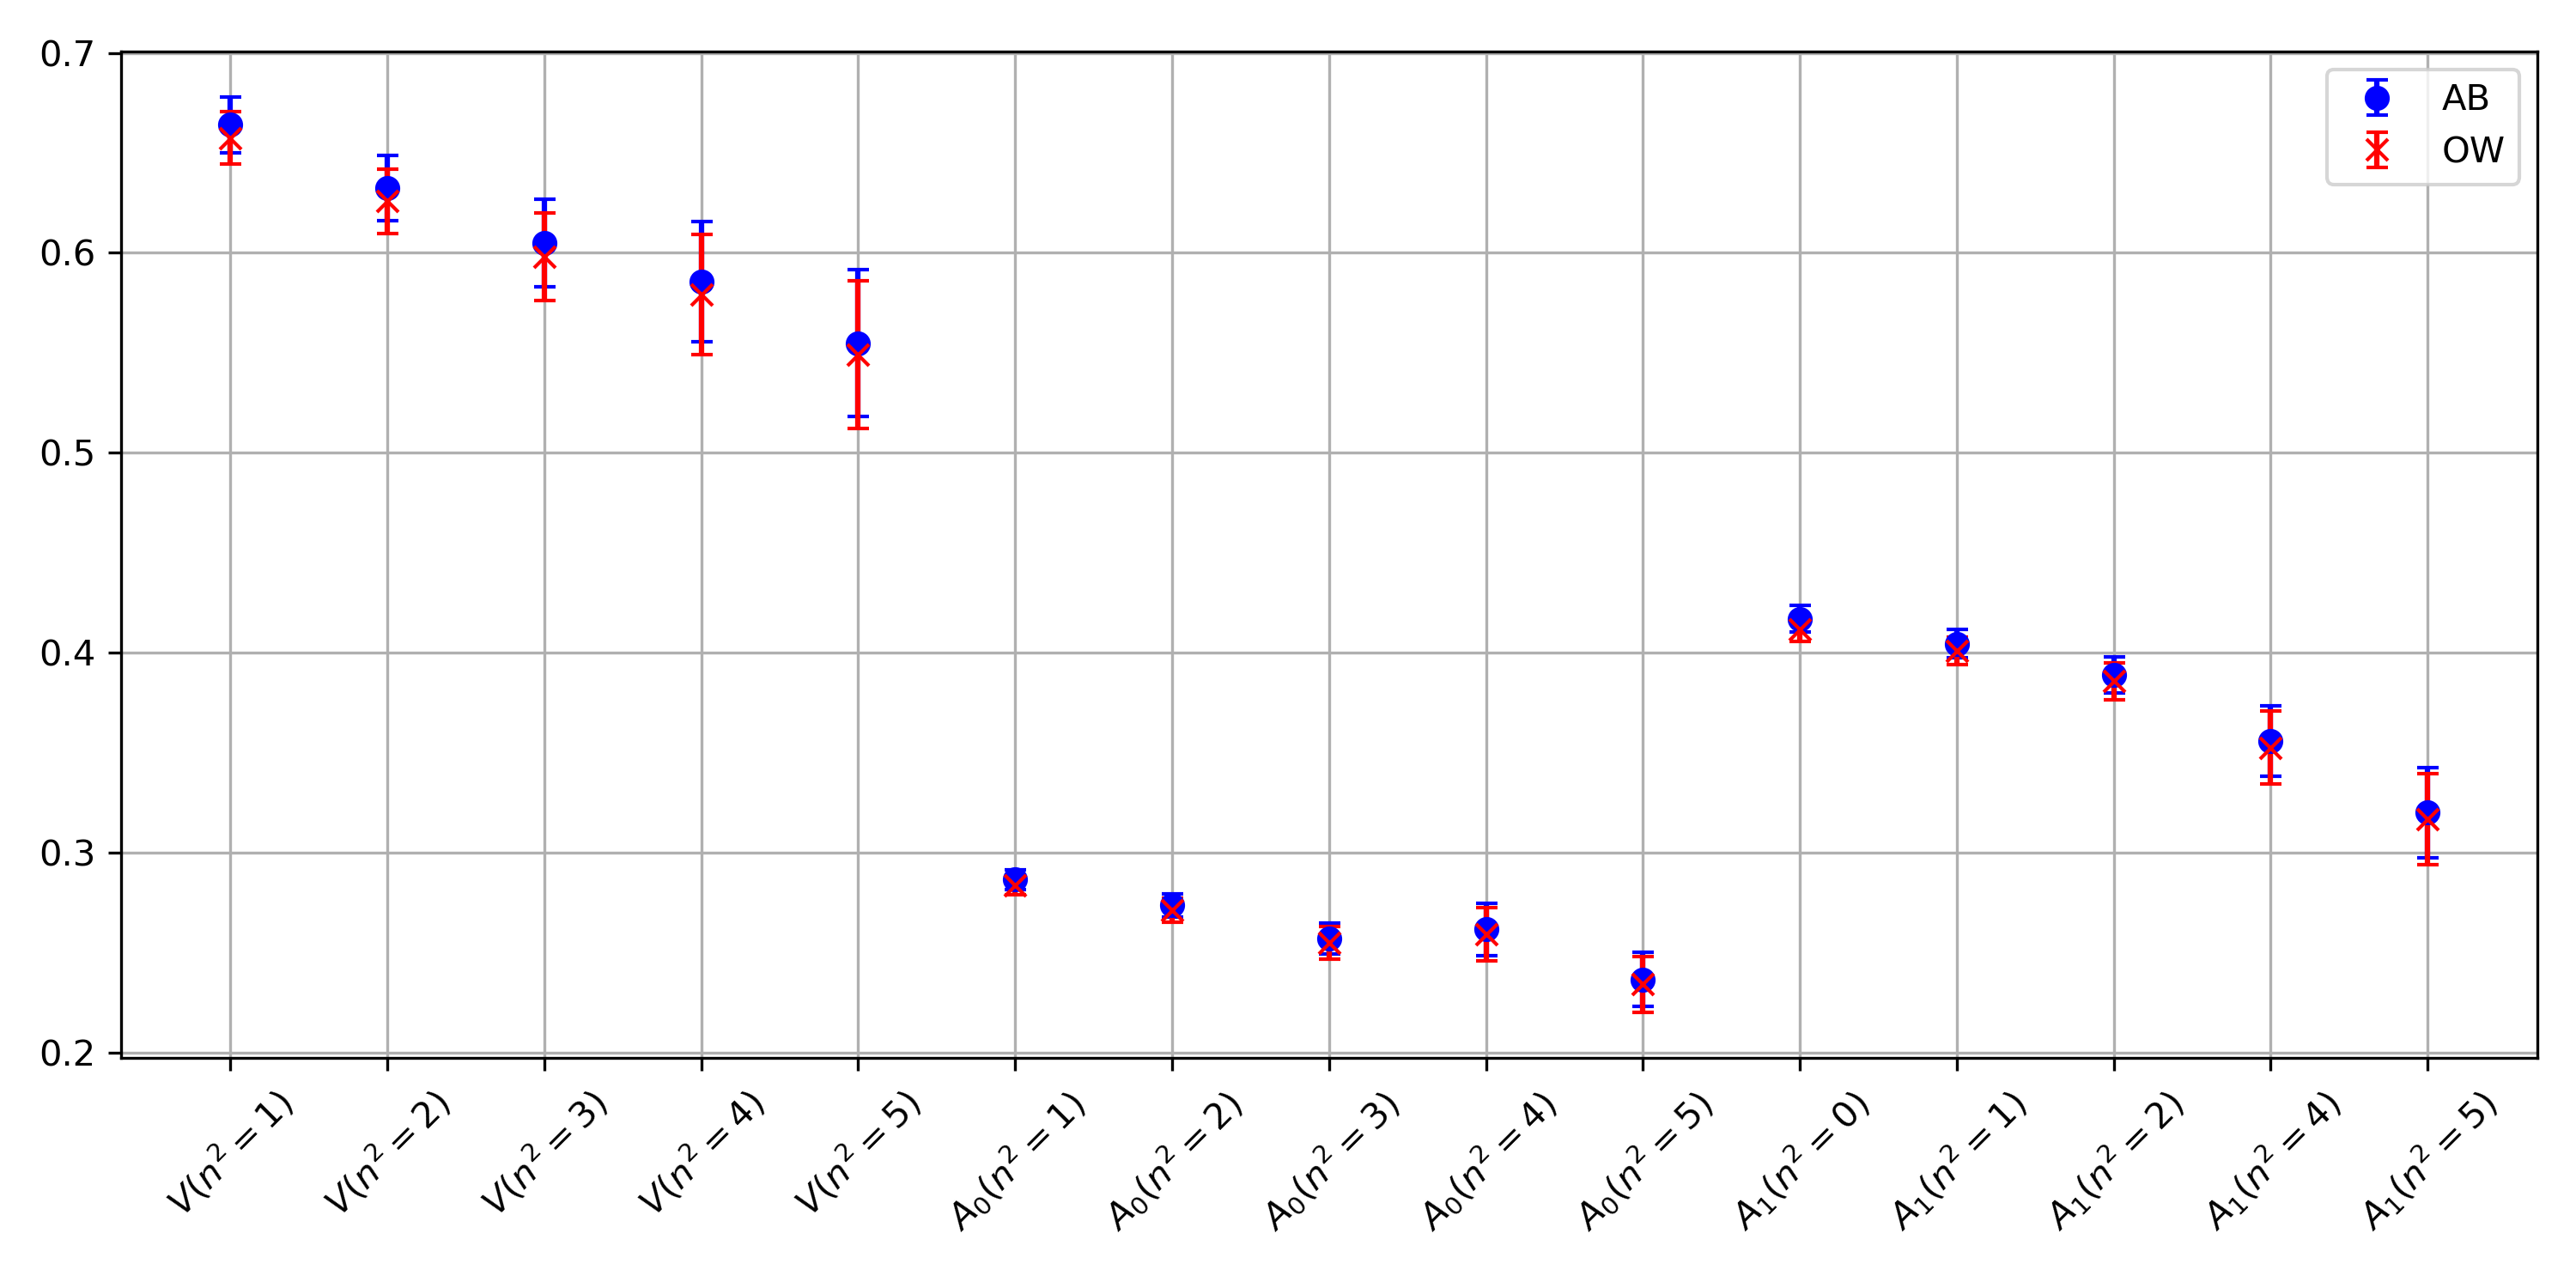 0.7
0.6
0.5
0.4
0.3
0.2
AB
OW
V(n² = 1)
V(n² = 2)
V(n² = 3)
V(n² = 4)
V(n² = 5)
A₀(n² = 1)
A₀(n² = 2)
A₀(n² = 3)
A₀(n² = 4)
A₀(n² = 5)
A₁(n² = 0)
A₁(n² = 1)
A₁(n² = 2)
A₁(n² = 4)
A₁(n² = 5)